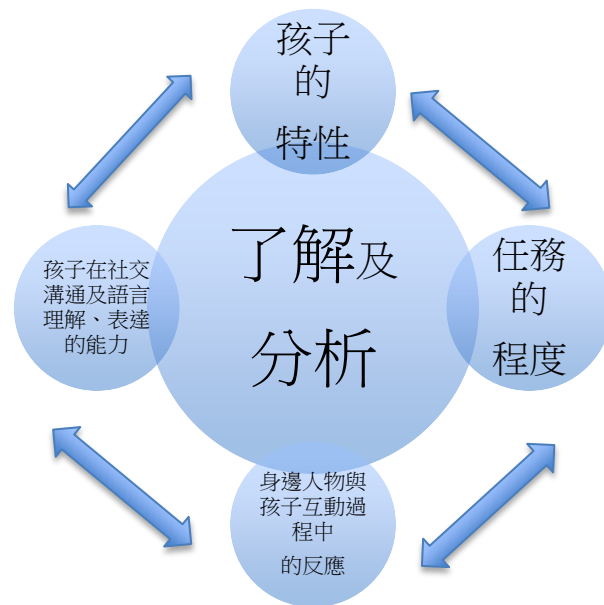 孩子
的
特性
了解及
分析
孩子在社交
溝通及語言
理解、表達
的能力
任務
的
程度
身邊人物與
孩子互動過
程中
的反應